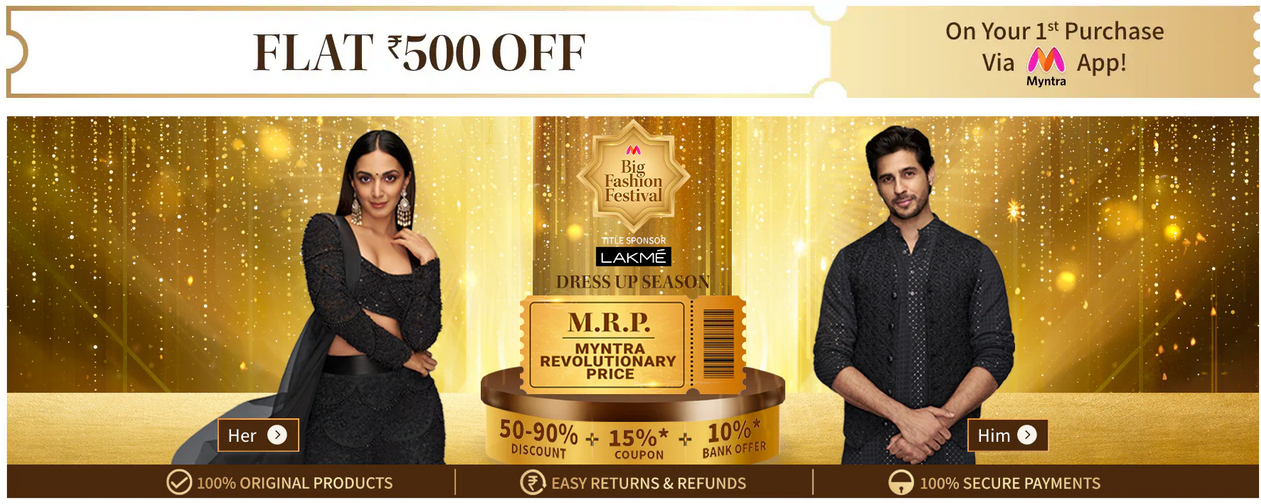 FLAT ₹500 OFF
On Your 1st Purchase
Via Myntra App!
Big
Fashion
Festival
TITLE SPONSOR
LAKMÉ
DRESS UP SEASON
M.R.P.
MYNTRA
REVOLUTIONARY
PRICE
50-90% + 15%* + 10%*
DISCOUNT COUPON BANK OFFER
Her
Him
100% ORIGINAL PRODUCTS
EASY RETURNS & REFUNDS
100% SECURE PAYMENTS